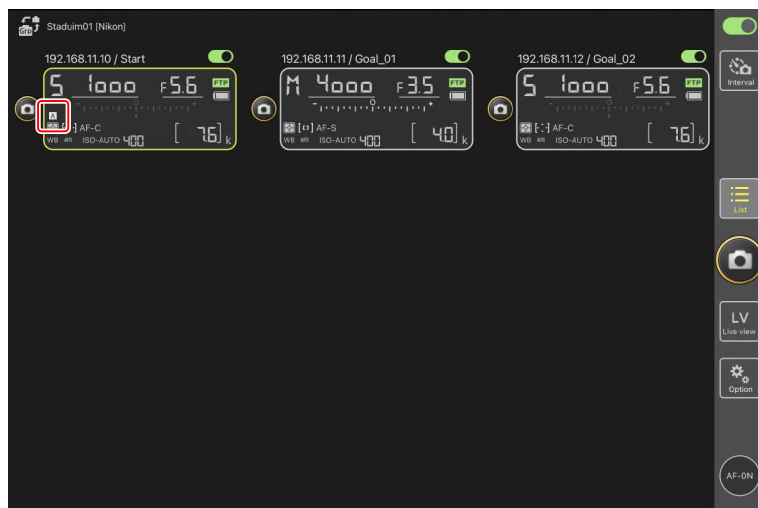 Grp Staduim01 [Nikon]
192.168.11.10 / Start
192.168.11.11 / Goal_01
192.168.11.12 / Goal_02
S 1000 F5.6 FTP
A
AF-C
WB ISO-AUTO 400 [ 7.6] k
M 4000 F3.5 FTP
AF-S
WB ISO-AUTO 400 [ 4.0] k
S 1000 F5.6 FTP
AF-C
WB ISO-AUTO 400 [ 7.6] k
Interval
List
LV
Live view
Option
AF-ON